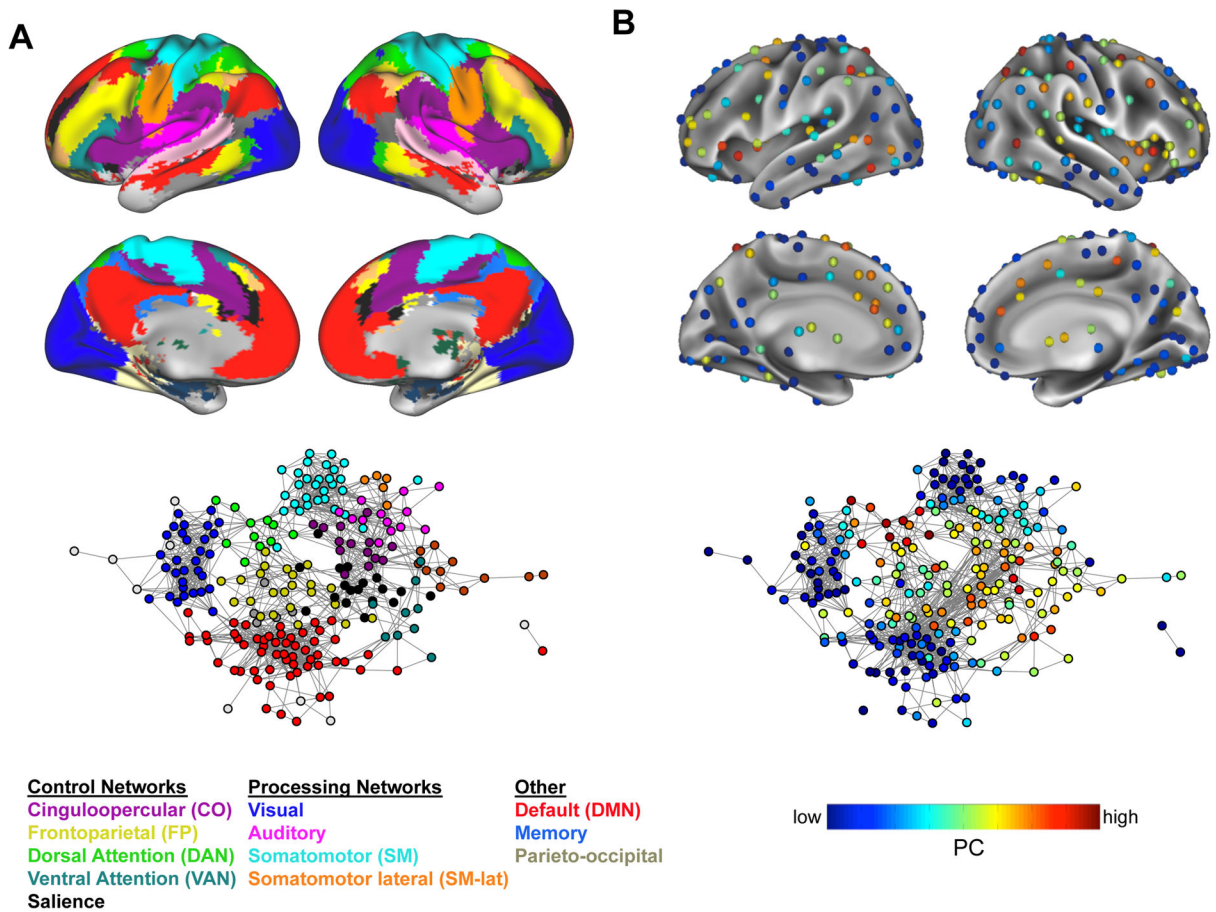 A
B
Control Networks
Cinguloopercular (CO)
Frontoparietal (FP)
Dorsal Attention (DAN)
Ventral Attention (VAN)
Salience
Processing Networks
Visual
Auditory
Somatomotor (SM)
Somatomotor lateral (SM-lat)
Other
Default (DMN)
Memory
Parieto-occipital
low high
PC